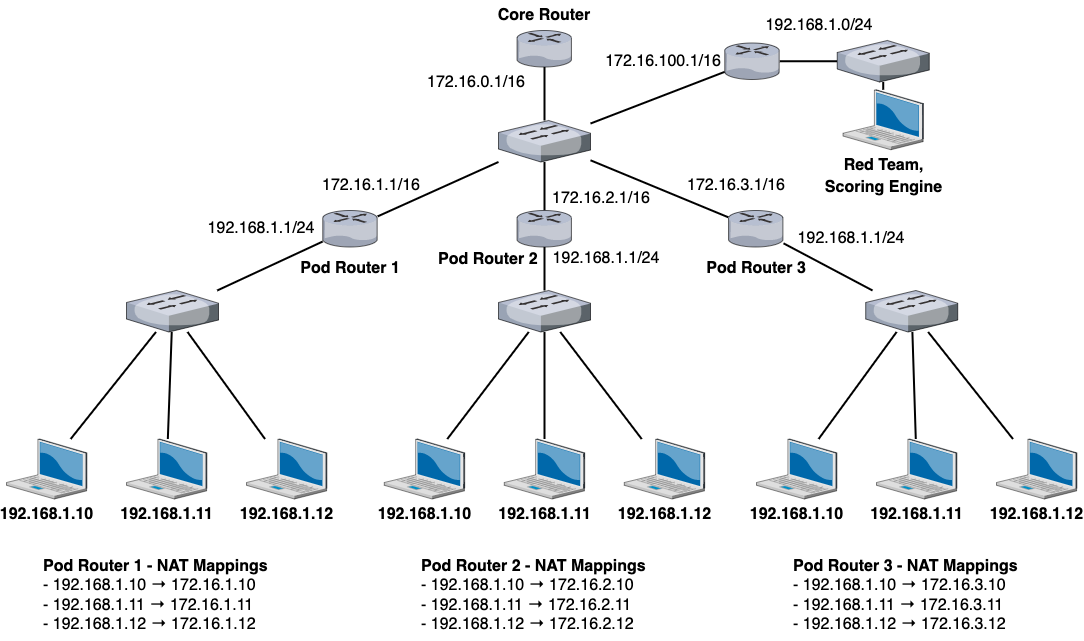 Core Router
192.168.1.0/24
172.16.100.1/16
172.16.0.1/16
Red Team,
Scoring Engine
172.16.1.1/16
172.16.2.1/16
172.16.3.1/16
192.168.1.1/24
Pod Router 1
Pod Router 2
192.168.1.1/24
Pod Router 3
192.168.1.1/24
192.168.1.10
192.168.1.11
192.168.1.12
192.168.1.10
192.168.1.11
192.168.1.12
192.168.1.10
192.168.1.11
192.168.1.12
Pod Router 1 - NAT Mappings
- 192.168.1.10 → 172.16.1.10
- 192.168.1.11 → 172.16.1.11
- 192.168.1.12 → 172.16.1.12
Pod Router 2 - NAT Mappings
- 192.168.1.10 → 172.16.2.10
- 192.168.1.11 → 172.16.2.11
- 192.168.1.12 → 172.16.2.12
Pod Router 3 - NAT Mappings
- 192.168.1.10 → 172.16.3.10
- 192.168.1.11 → 172.16.3.11
- 192.168.1.12 → 172.16.3.12